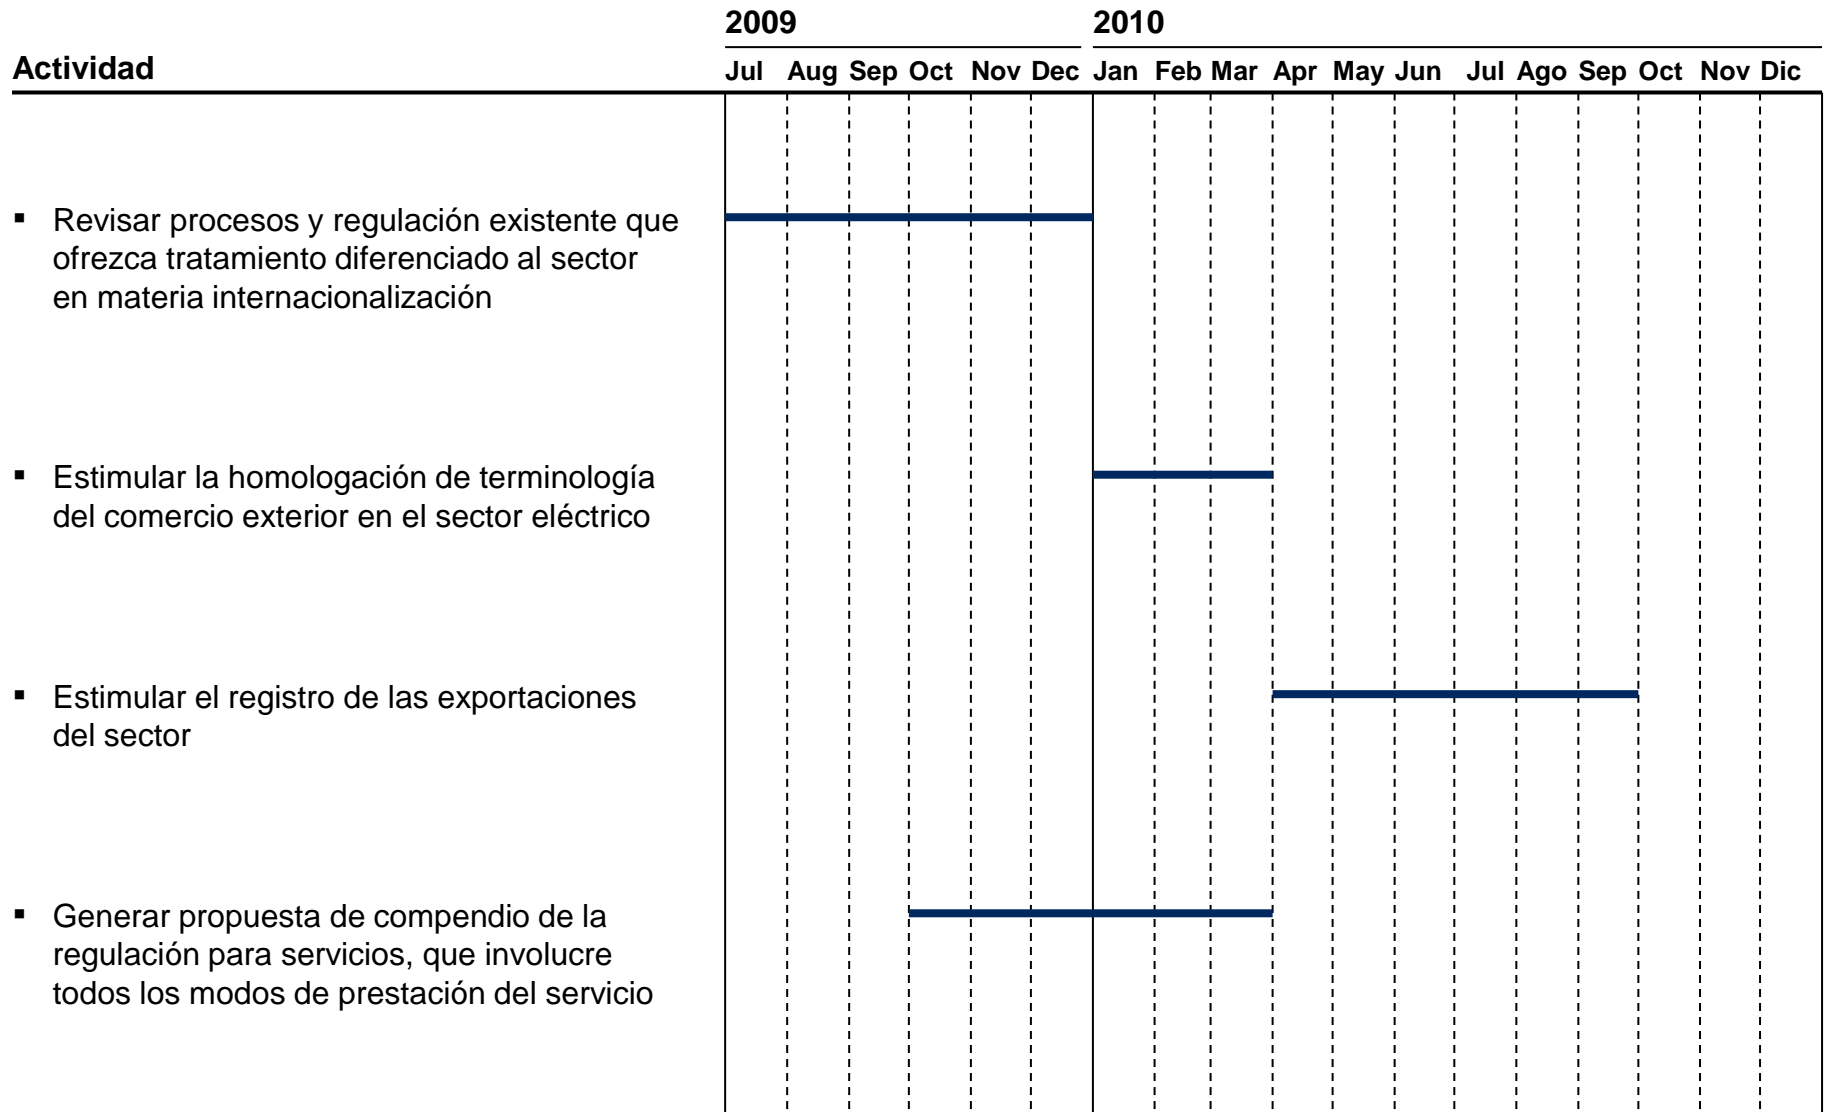 2009 2010
Actividad Jul Aug Sep Oct Nov Dec Jan Feb Mar Apr May Jun Jul Ago Sep Oct Nov Dic
▪ Revisar procesos y regulación existente que
ofrezca tratamiento diferenciado al sector
en materia internacionalización
▪ Estimular la homologación de terminología
del comercio exterior en el sector eléctrico
▪ Estimular el registro de las exportaciones
del sector
▪ Generar propuesta de compendio de la
regulación para servicios, que involucre
todos los modos de prestación del servicio